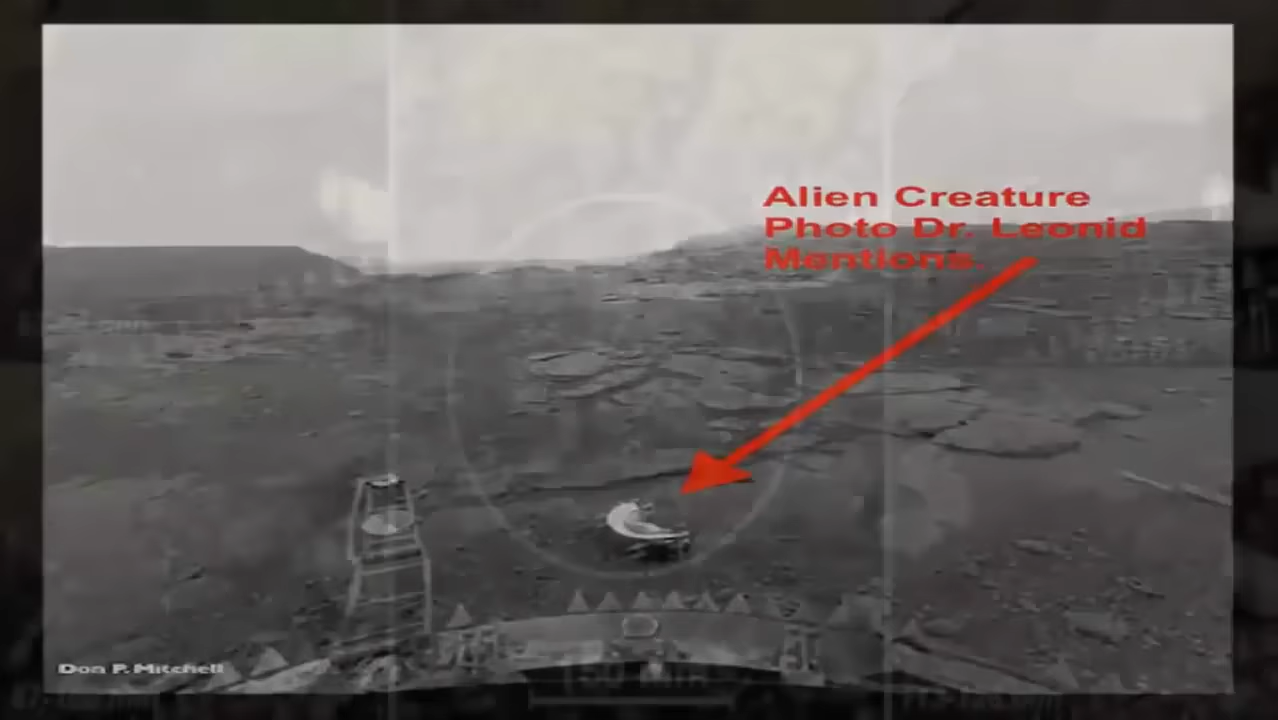 Alien Creature
Photo Dr. Leonid
Mentions.
Don P. Mitchell